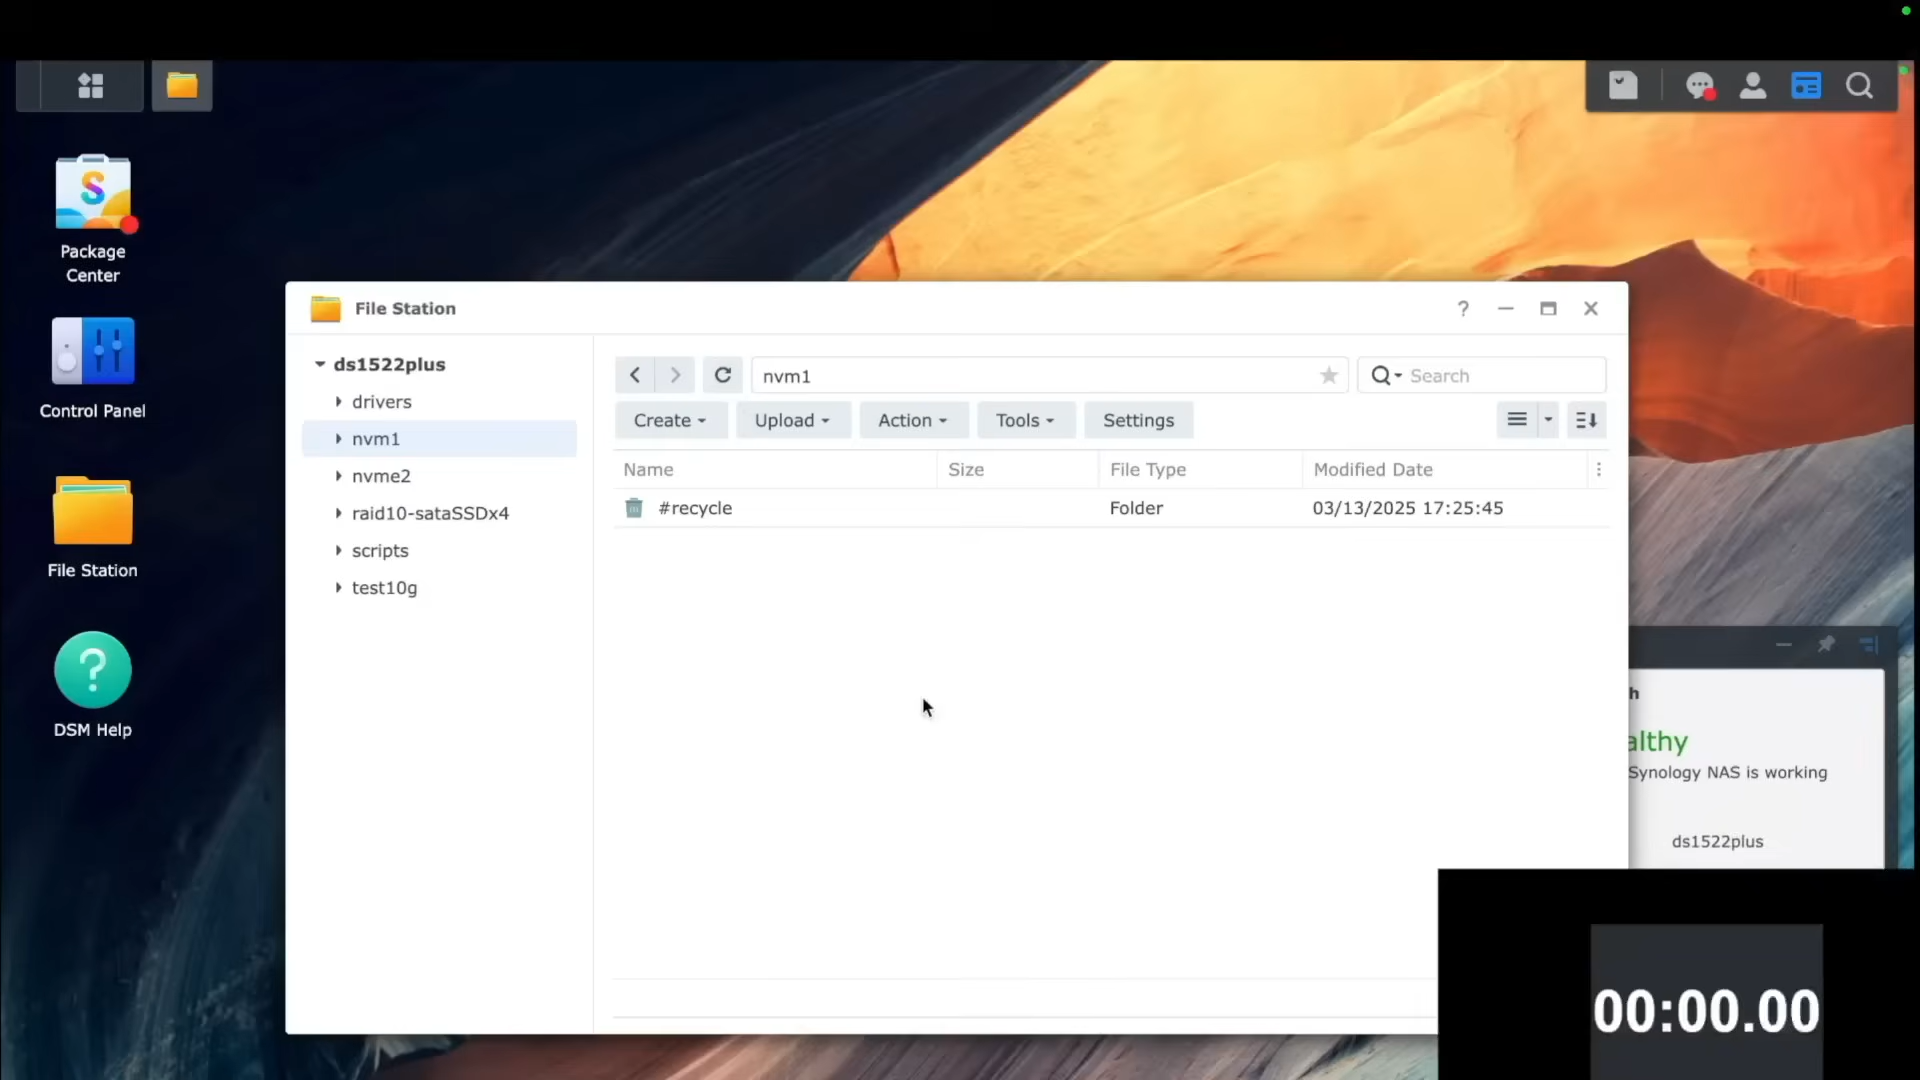 Package
Center
Control Panel
File Station
DSM Help
File Station
ds1522plus
drivers
nvm1
nvme2
raid10-sataSSDx4
scripts
test10g
nvm1
Search
Create
Upload
Action
Tools
Settings
Name Size File Type Modified Date
#recycle Folder 03/13/2025 17:25:45
h
althy
Synology NAS is working
ds1522plus
00:00.00